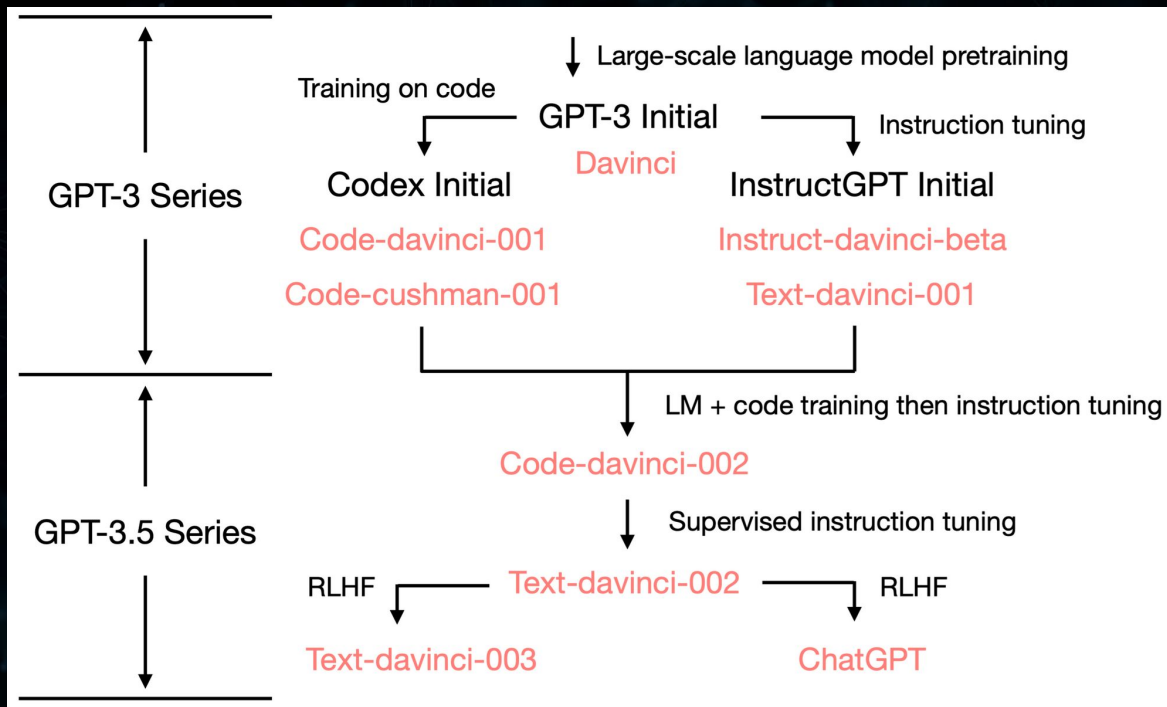 Large-scale language model pretraining
Training on code
GPT-3 Initial
Instruction tuning
Davinci
Codex Initial
InstructGPT Initial
GPT-3 Series
Code-davinci-001
Instruct-davinci-beta
Code-cushman-001
Text-davinci-001
LM + code training then instruction tuning
Code-davinci-002
GPT-3.5 Series
Supervised instruction tuning
RLHF
Text-davinci-002
RLHF
Text-davinci-003
ChatGPT